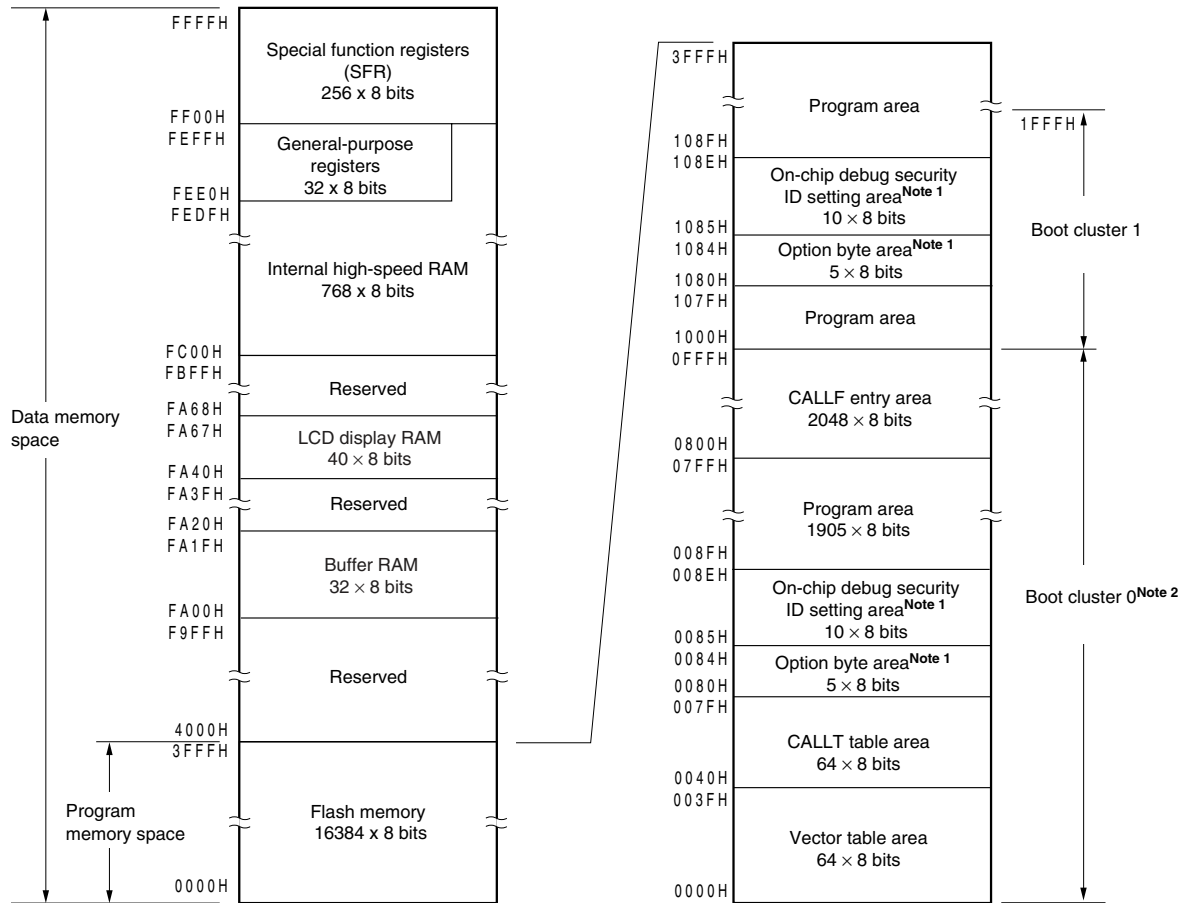 Data memory
space
Program
memory space
FFFFH
Special function registers
(SFR)
256 x 8 bits
FF00H
FEFFH
General-purpose
registers
32 x 8 bits
FEE0H
FEDFH
Internal high-speed RAM
768 x 8 bits
FC00H
FBFFH
Reserved
FA68H
FA67H
LCD display RAM
40 × 8 bits
FA40H
FA3FH
Reserved
FA20H
FA1FH
Buffer RAM
32 × 8 bits
FA00H
F9FFH
Reserved
4000H
3FFFH
Flash memory
16384 x 8 bits
0000H
3FFFH
Program area
1FFFH
108FH
108EH
On-chip debug security
ID setting areaNote 1
10 × 8 bits
1085H
1084H
Option byte areaNote 1
5 × 8 bits
1080H
107FH
Program area
1000H
0FFFH
Boot cluster 1
CALLF entry area
2048 × 8 bits
0800H
07FFH
Program area
1905 × 8 bits
008FH
008EH
On-chip debug security
ID setting areaNote 1
10 × 8 bits
0085H
0084H
Option byte areaNote 1
5 × 8 bits
0080H
007FH
CALLT table area
64 × 8 bits
0040H
003FH
Vector table area
64 × 8 bits
0000H
Boot cluster 0Note 2